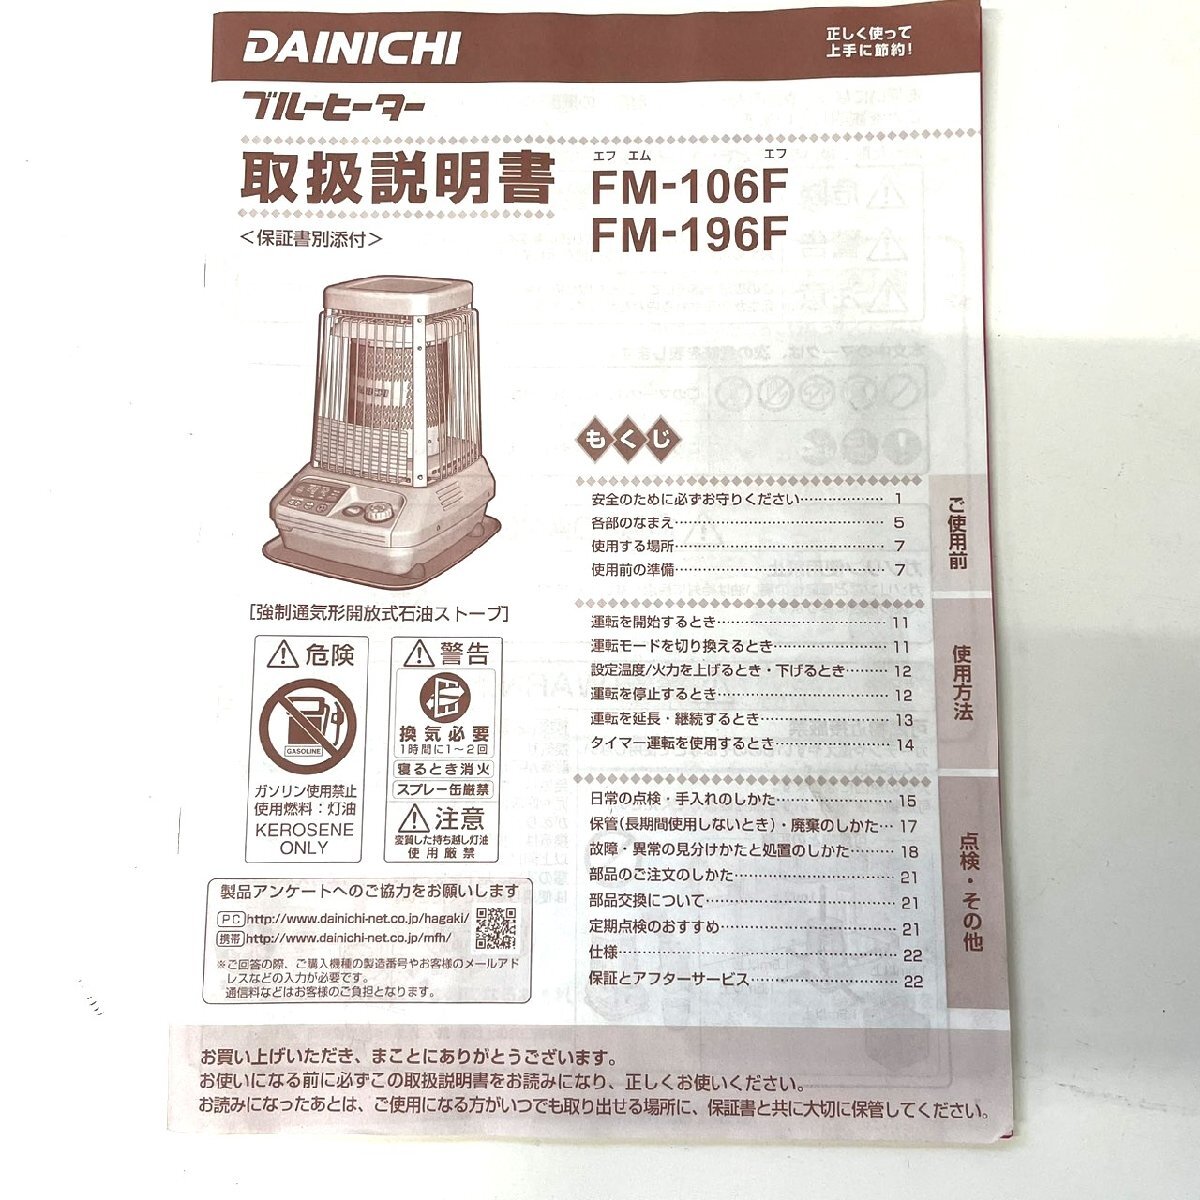 DAINICHI
正しく使って
上手に節約!
ブルーヒーター
取扱説明書
<保証書別添付>
エフ エム エフ
FM-106F
FM-196F
DAINICHI
[強制通気形開放式石油ストーブ]
危険
GASOLINE
ガソリン使用禁止
使用燃料：灯油
KEROSENE
ONLY
警告
換気必要
1時間に1〜2回
寝るとき消火
スプレー缶厳禁
注意
変質した持ち越し灯油
使用厳禁
製品アンケートへのご協力をお願いします
PC http://www.dainichi-net.co.jp/hagaki/
携帯 http://www.dainichi-net.co.jp/mfh/
※ご回答の際、ご購入機種の製造番号やお客様のメールアド
レスなどの入力が必要です。
通信料などはお客様のご負担となります。
もくじ
安全のために必ずお守りください……………… 1
各部のなまえ……………………………………… 5
使用する場所……………………………………… 7
使用前の準備……………………………………… 7
ご使用前
運転を開始するとき……………………………… 11
運転モードを切り換えるとき…………………… 11
設定温度/火力を上げるとき・下げるとき……… 12
運転を停止するとき……………………………… 12
運転を延長・継続するとき……………………… 13
タイマー運転を使用するとき…………………… 14
使用方法
日常の点検・手入れのしかた…………………… 15
保管(長期間使用しないとき)・廃棄のしかた… 17
故障・異常の見分けかたと処置のしかた……… 18
部品のご注文のしかた…………………………… 21
部品交換について………………………………… 21
定期点検のおすすめ……………………………… 21
仕様………………………………………………… 22
保証とアフターサービス………………………… 22
点検・その他
お買い上げいただき、まことにありがとうございます。
お使いになる前に必ずこの取扱説明書をお読みになり、正しくお使いください。
お読みになったあとは、ご使用になる方がいつでも取り出せる場所に、保証書と共に大切に保管してください。